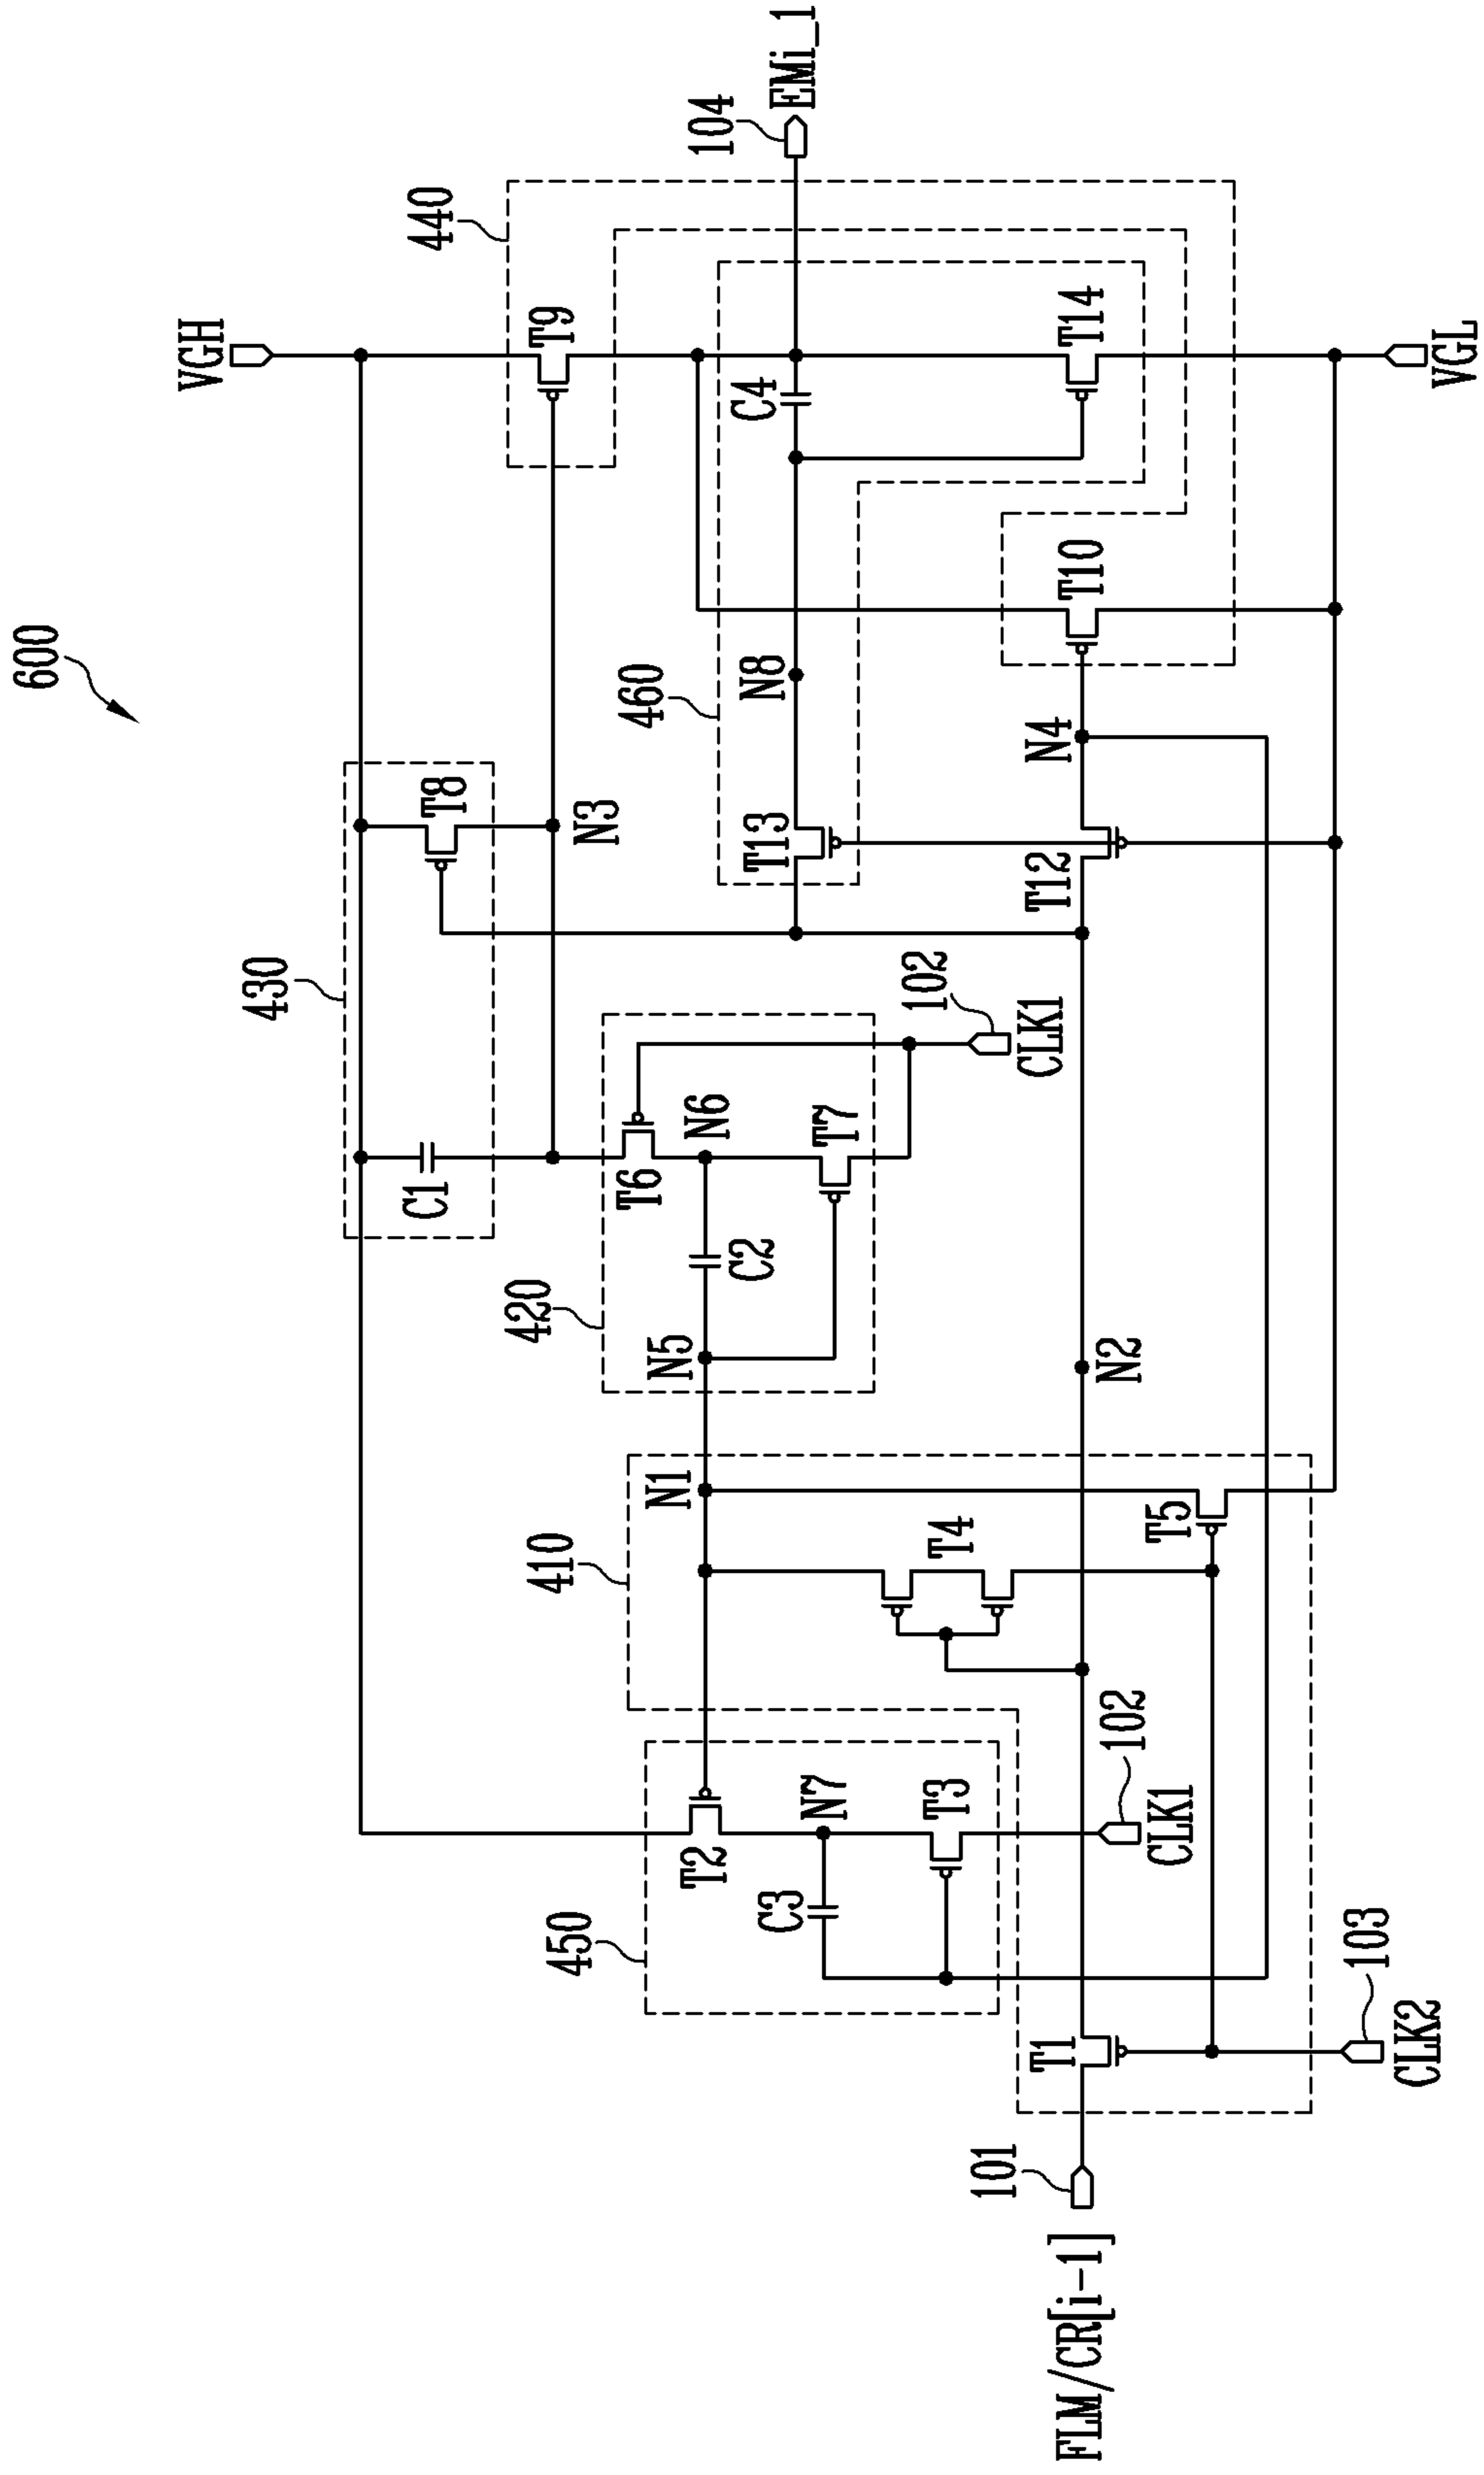 600
VGH
440
430
T8
T9
N3
104
EMi_1
C4
460
N8
T13
T14
C1
T6
N6
102
CLK1
T10
420
C2
T7
N4
T12
N5
N1
410
N2
T4
T5
VGL
450
T2
N7
C3
T3
102
CLK1
T1
101
FLM/CR[i-1]
103
CLK2